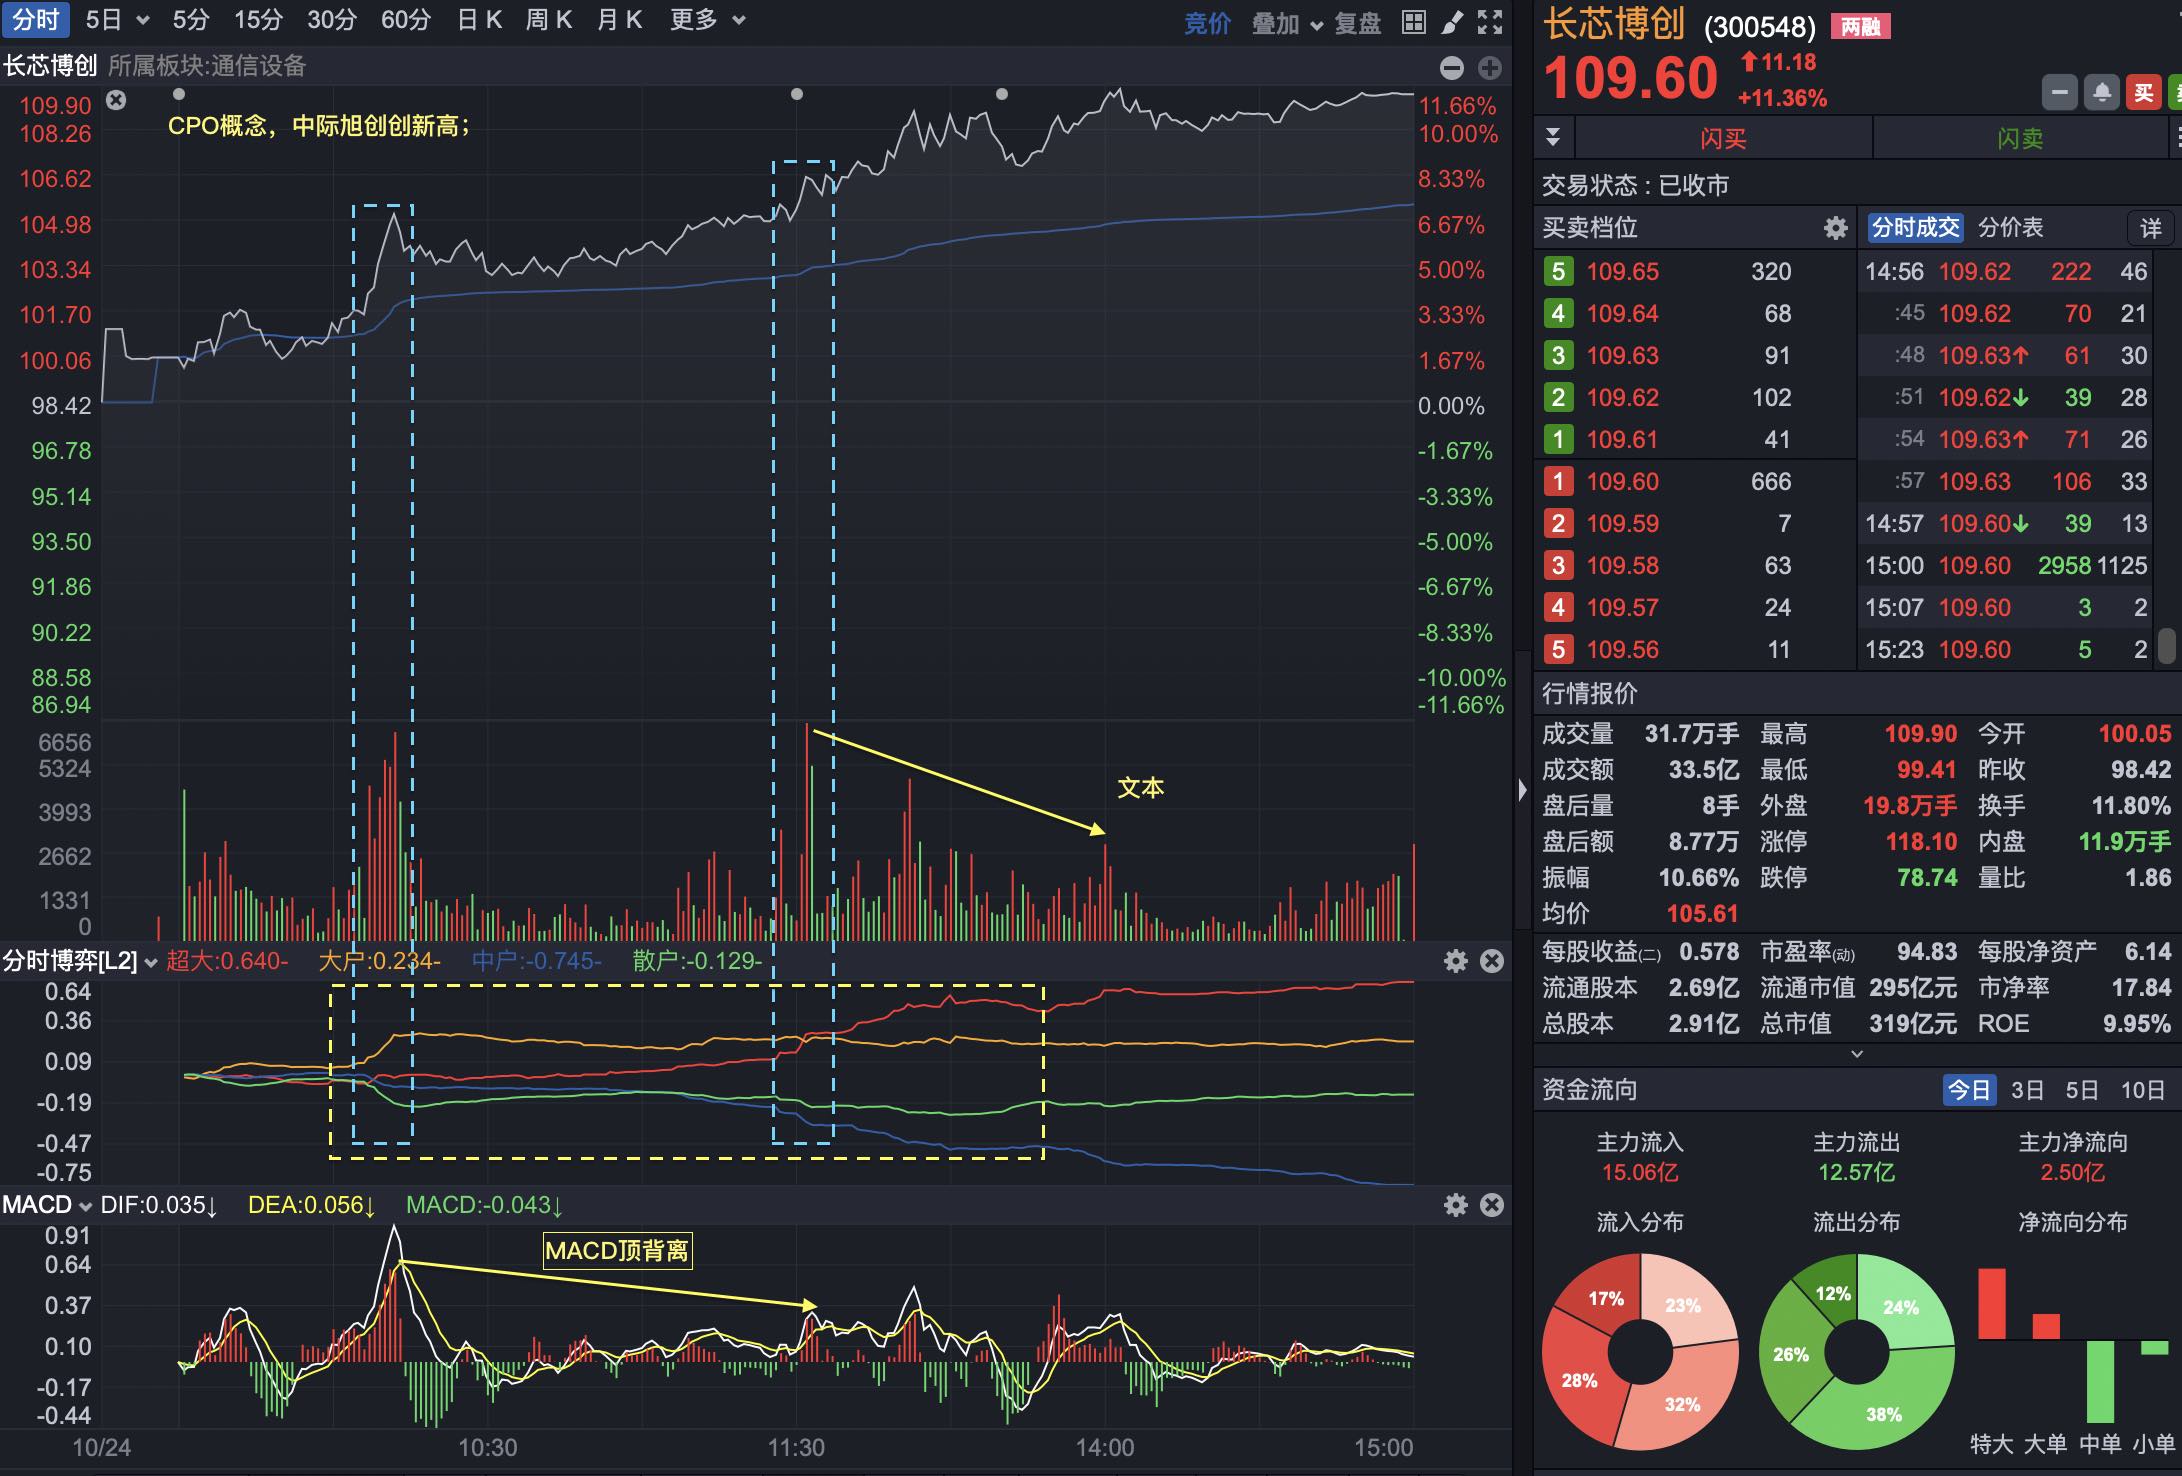 分时 5日 5分 15分 30分 60分 日K 周K 月K 更多 竞价 叠加 复盘
长芯博创 所属板块:通信设备
CPO概念，中际旭创创新高；
109.90 11.66%
108.26 10.00%
106.62 8.33%
104.98 6.67%
103.34 5.00%
101.70 3.33%
100.06 1.67%
98.42 0.00%
96.78 -1.67%
95.14 -3.33%
93.50 -5.00%
91.86 -6.67%
90.22 -8.33%
88.58 -10.00%
86.94 -11.66%
6656
5324
文本
3993
2662
1331
0
分时博弈[L2] 超大:0.640- 大户:0.234- 中户:-0.745- 散户:-0.129-
0.64
0.36
0.09
-0.19
-0.47
-0.75
MACD DIF:0.035↓ DEA:0.056↓ MACD:-0.043↓
MACD顶背离
0.91
0.64
0.37
0.10
-0.17
-0.44
10/24 10:30 11:30 14:00 15:00
长芯博创 (300548) 两融
109.60 11.18
+11.36%
买
闪买 闪卖
交易状态 : 已收市
买卖档位 分时成交 分价表 详
5 109.65 320 14:56 109.62 222 46
4 109.64 68 :45 109.62 70 21
3 109.63 91 :48 109.63↑ 61 30
2 109.62 102 :51 109.62↓ 39 28
1 109.61 41 :54 109.63↑ 71 26
1 109.60 666 :57 109.63 106 33
2 109.59 7 14:57 109.60↓ 39 13
3 109.58 63 15:00 109.60 2958 1125
4 109.57 24 15:07 109.60 3 2
5 109.56 11 15:23 109.60 5 2
行情报价
成交量 31.7万手 最高 109.90 今开 100.05
成交额 33.5亿 最低 99.41 昨收 98.42
盘后量 8手 外盘 19.8万手 换手 11.80%
盘后额 8.77万 涨停 118.10 内盘 11.9万手
振幅 10.66% 跌停 78.74 量比 1.86
均价 105.61
每股收益(二) 0.578 市盈率(动) 94.83 每股净资产 6.14
流通股本 2.69亿 流通市值 295亿元 市净率 17.84
总股本 2.91亿 总市值 319亿元 ROE 9.95%
资金流向 今日 3日 5日 10日
主力流入 主力流出 主力净流向
15.06亿 12.57亿 2.50亿
流入分布 流出分布 净流向分布
17% 23% 28% 32%
12% 24% 26% 38%
特大 大单 中单 小单